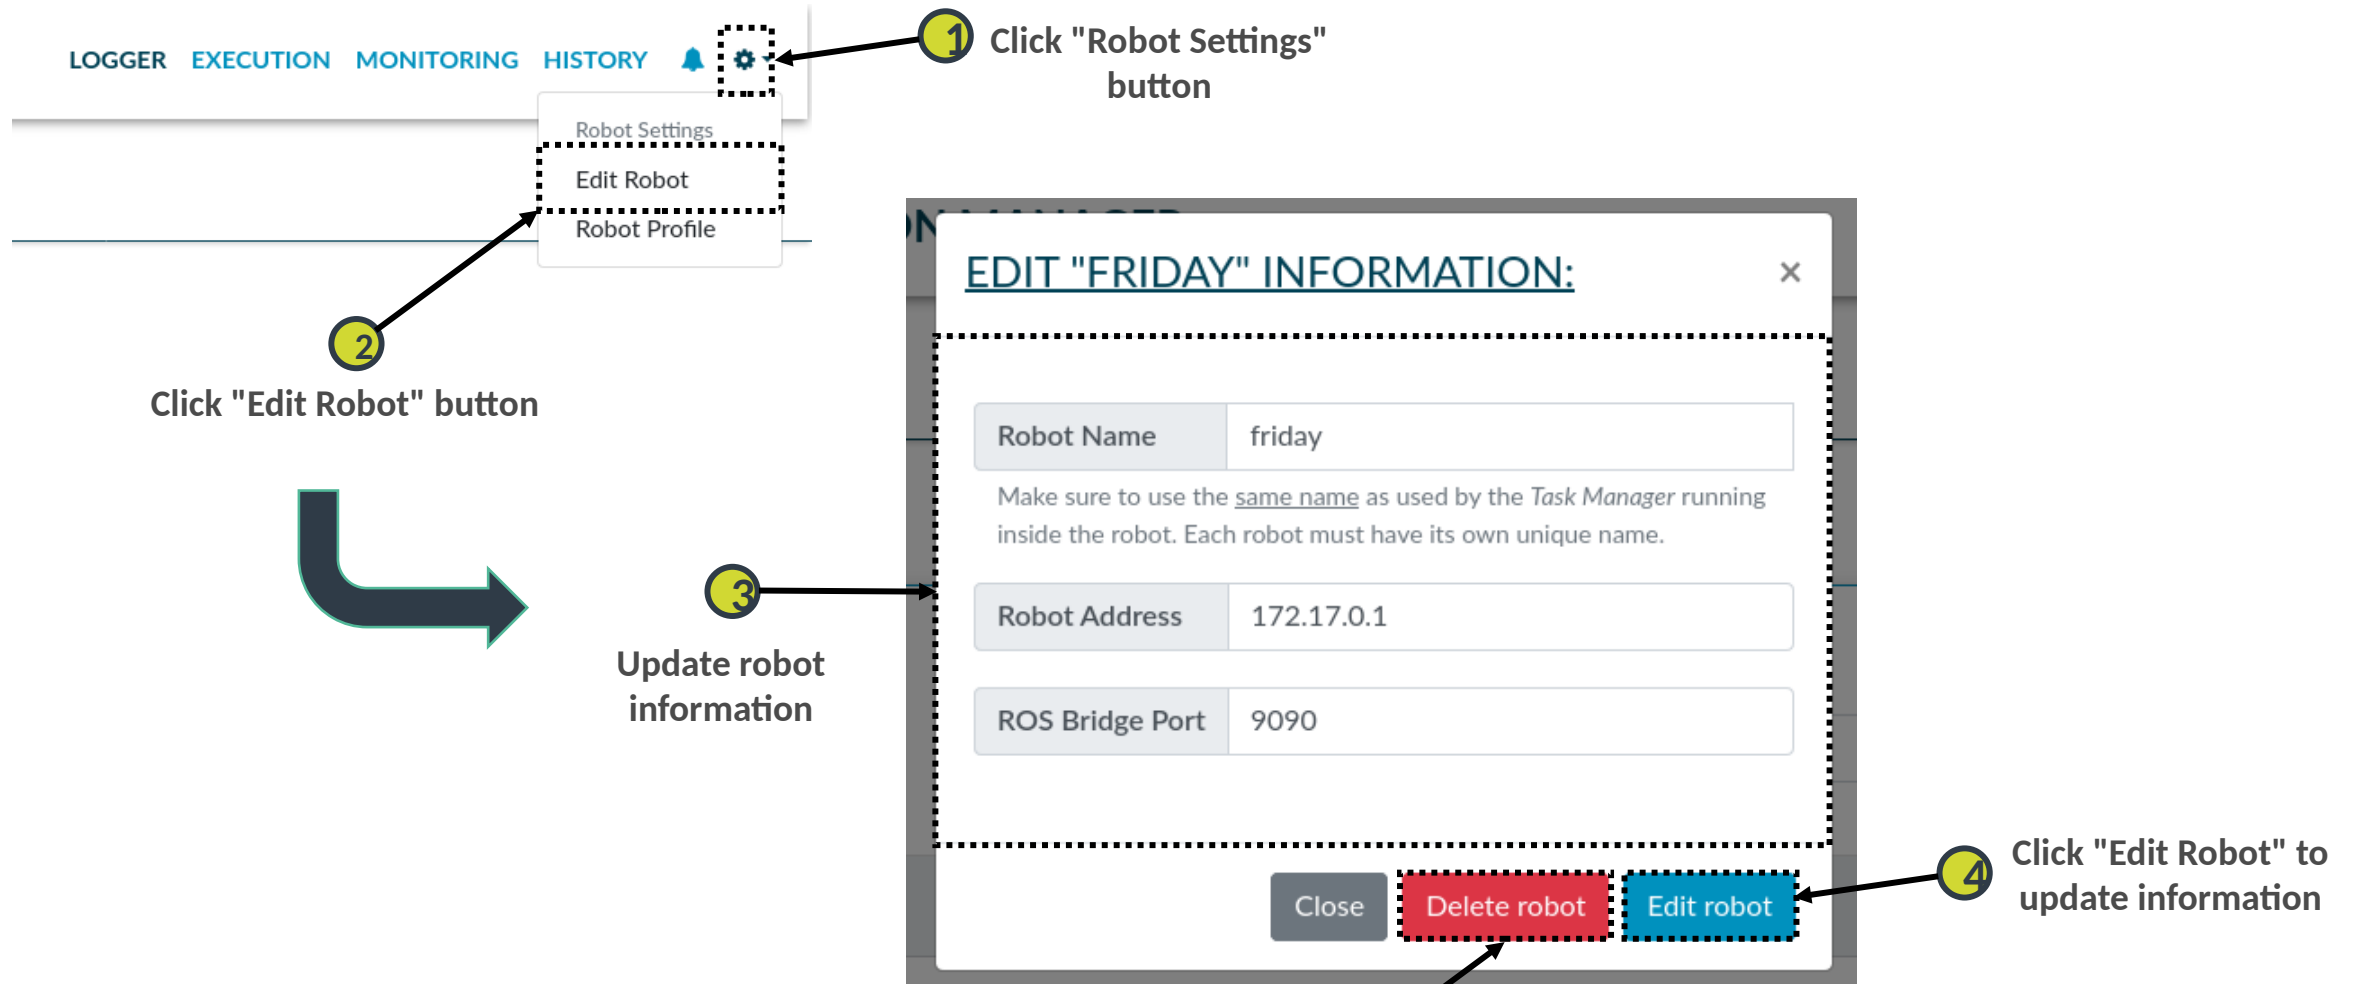 LOGGER EXECUTION MONITORING HISTORY
1
Click "Robot Settings"
button
Robot Settings
Edit Robot
Robot Profile
2
Click "Edit Robot" button
EDIT "FRIDAY" INFORMATION:
×
Robot Name friday
Make sure to use the same name as used by the Task Manager running
inside the robot. Each robot must have its own unique name.
Robot Address 172.17.0.1
ROS Bridge Port 9090
3
Update robot
information
Close Delete robot Edit robot
4
Click "Edit Robot" to
update information